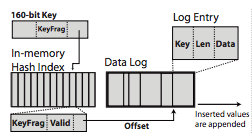 160-bit Key
KeyFrag
Log Entry
Key Len Data
In-memory
Hash Index
Data Log
KeyFrag Valid
Offset
Inserted values
are appended